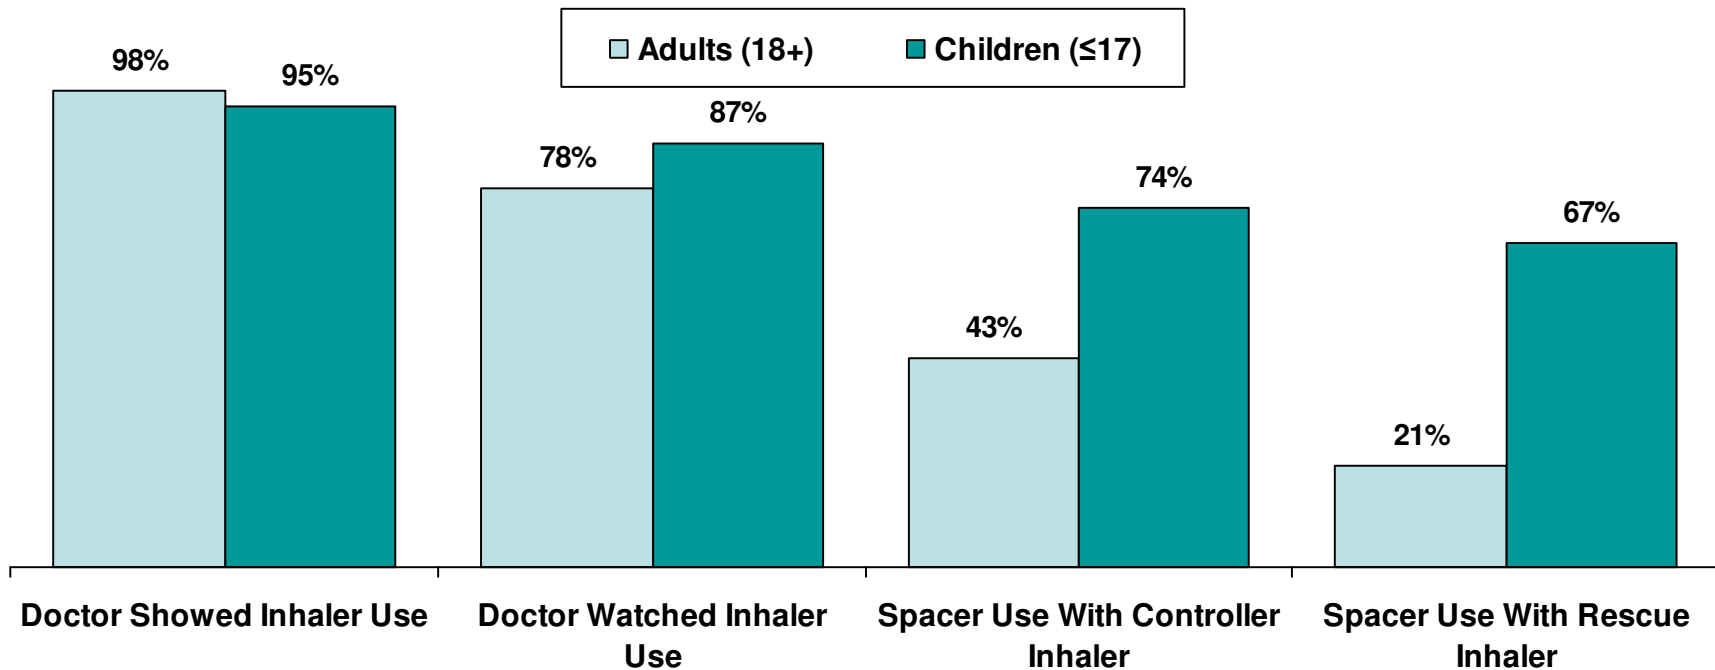 Adults (18+) Children (≤17)
98%
95%
78%
87%
43%
74%
21%
67%
Doctor Showed Inhaler Use
Doctor Watched Inhaler
Use
Spacer Use With Controller
Inhaler
Spacer Use With Rescue
Inhaler